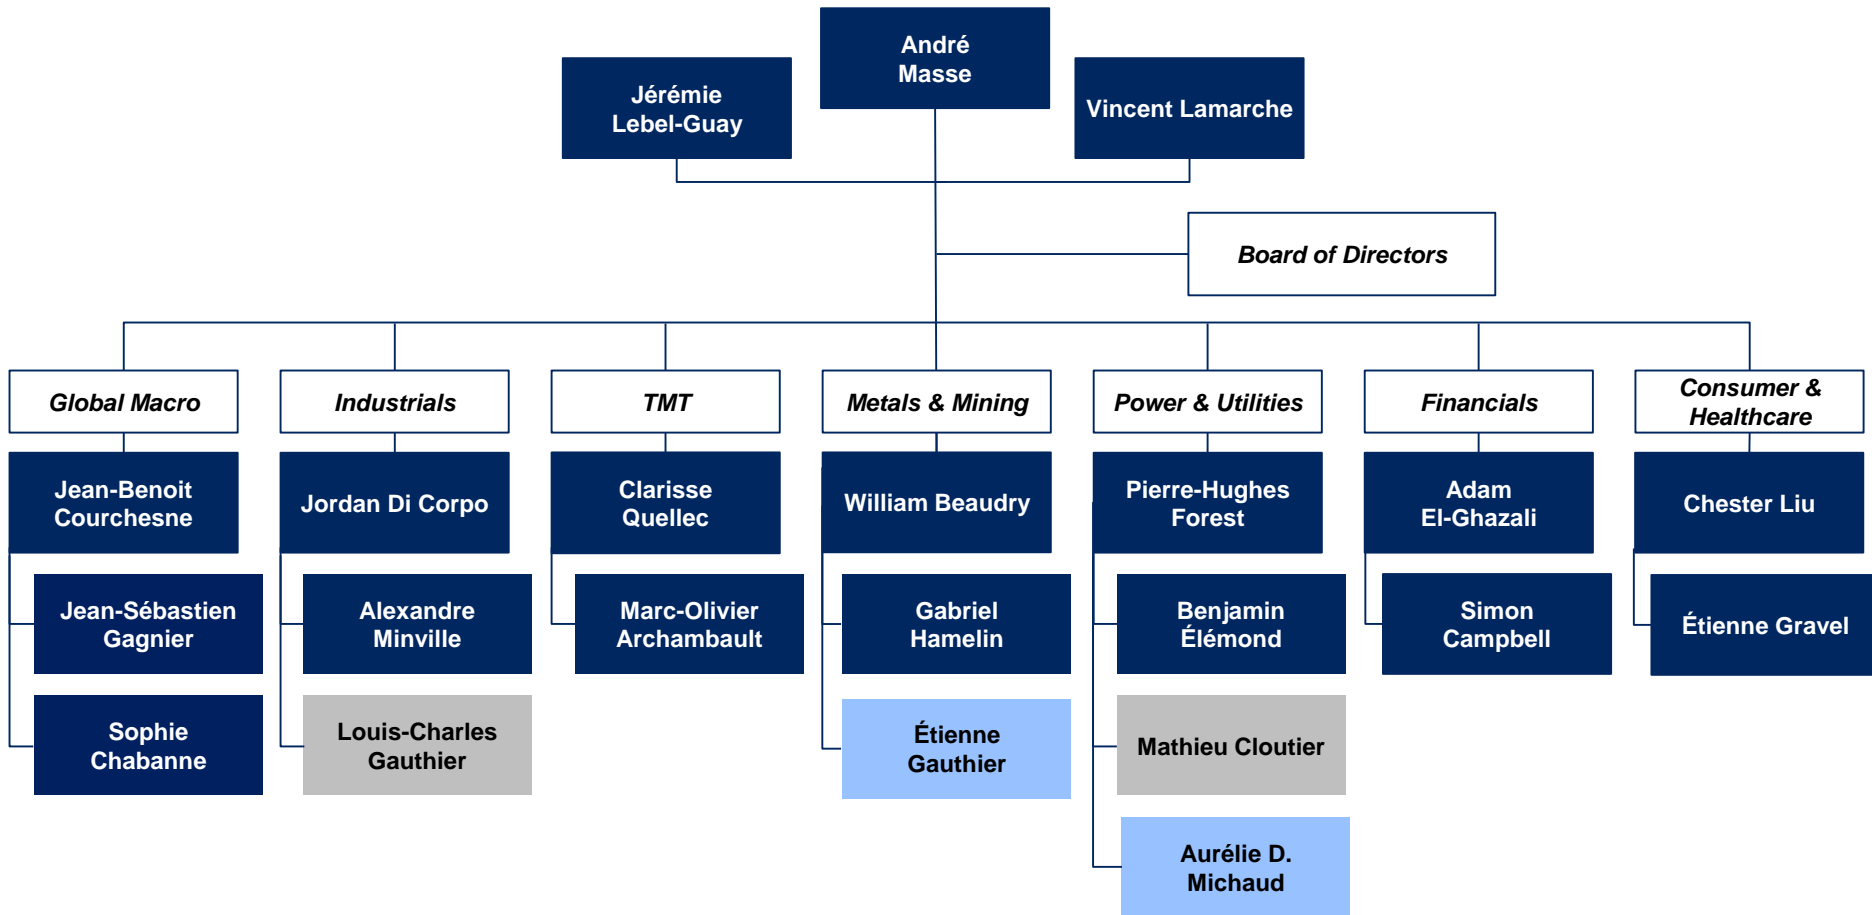 André
Masse
Jérémie
Lebel-Guay
Vincent Lamarche
Board of Directors
Global Macro
Industrials
TMT
Metals & Mining
Power & Utilities
Financials
Consumer &
Healthcare
Jean-Benoit
Courchesne
Jordan Di Corpo
Clarisse
Quellec
William Beaudry
Pierre-Hughes
Forest
Adam
El-Ghazali
Chester Liu
Jean-Sébastien
Gagnier
Alexandre
Minville
Marc-Olivier
Archambault
Gabriel
Hamelin
Benjamin
Élémond
Simon
Campbell
Étienne Gravel
Sophie
Chabanne
Louis-Charles
Gauthier
Étienne
Gauthier
Mathieu Cloutier
Aurélie D.
Michaud